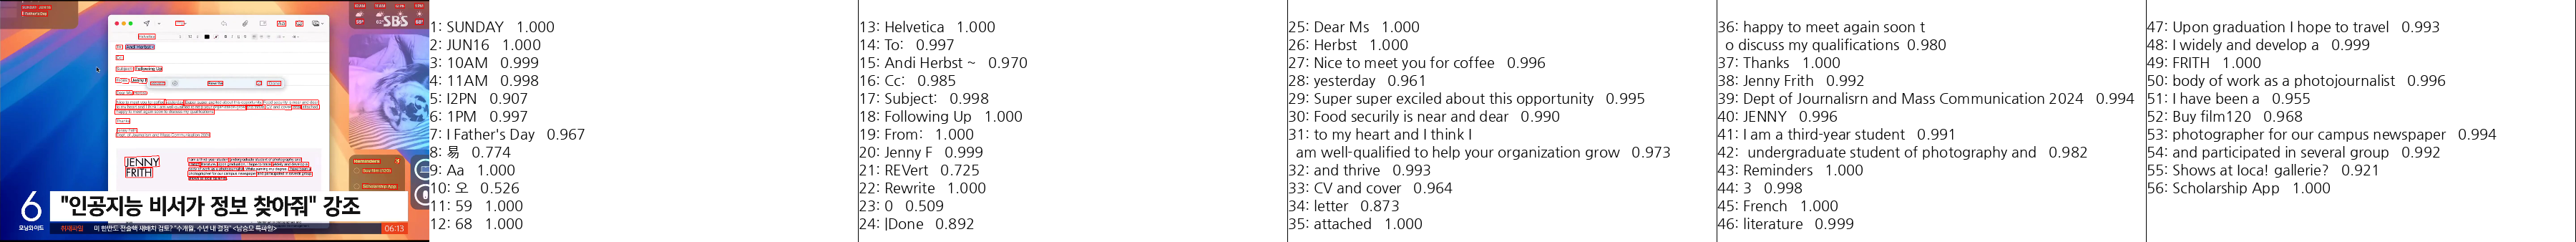 SBS
Andi Herbst
Following Up
JENNY
FRITH
Reminders
6 "인공지능 비서가 정보 찾아줘" 강조
모닝와이드 취재파일 06:13
1: SUNDAY 1.000
2: JUN16 1.000
3: 10AM 0.999
4: 11AM 0.998
5: I2PN 0.907
6: 1PM 0.997
7: I Father's Day 0.967
8: 易 0.774
9: Aa 1.000
10: 오 0.526
11: 59 1.000
12: 68 1.000
13: Helvetica 1.000
14: To: 0.997
15: Andi Herbst ~ 0.970
16: Cc: 0.985
17: Subject: 0.998
18: Following Up 1.000
19: From: 1.000
20: Jenny F 0.999
21: REVert 0.725
22: Rewrite 1.000
23: 0 0.509
24: |Done 0.892
25: Dear Ms 1.000
26: Herbst 1.000
27: Nice to meet you for coffee 0.996
28: yesterday 0.961
29: Super super exciled about this opportunity 0.995
30: Food securily is near and dear 0.990
31: to my heart and I think I
am well-qualified to help your organization grow 0.973
32: and thrive 0.993
33: CV and cover 0.964
34: letter 0.873
35: attached 1.000
36: happy to meet again soon t
o discuss my qualifications 0.980
37: Thanks 1.000
38: Jenny Frith 0.992
39: Dept of Journalisrn and Mass Communication 2024 0.994
40: JENNY 0.996
41: I am a third-year student 0.991
42: undergraduate student of photography and 0.982
43: Reminders 1.000
44: 3 0.998
45: French 1.000
46: literature 0.999
47: Upon graduation I hope to travel 0.993
48: I widely and develop a 0.999
49: FRITH 1.000
50: body of work as a photojournalist 0.996
51: I have been a 0.955
52: Buy film120 0.968
53: photographer for our campus newspaper 0.994
54: and participated in several group 0.992
55: Shows at loca! gallerie? 0.921
56: Scholarship App 1.000